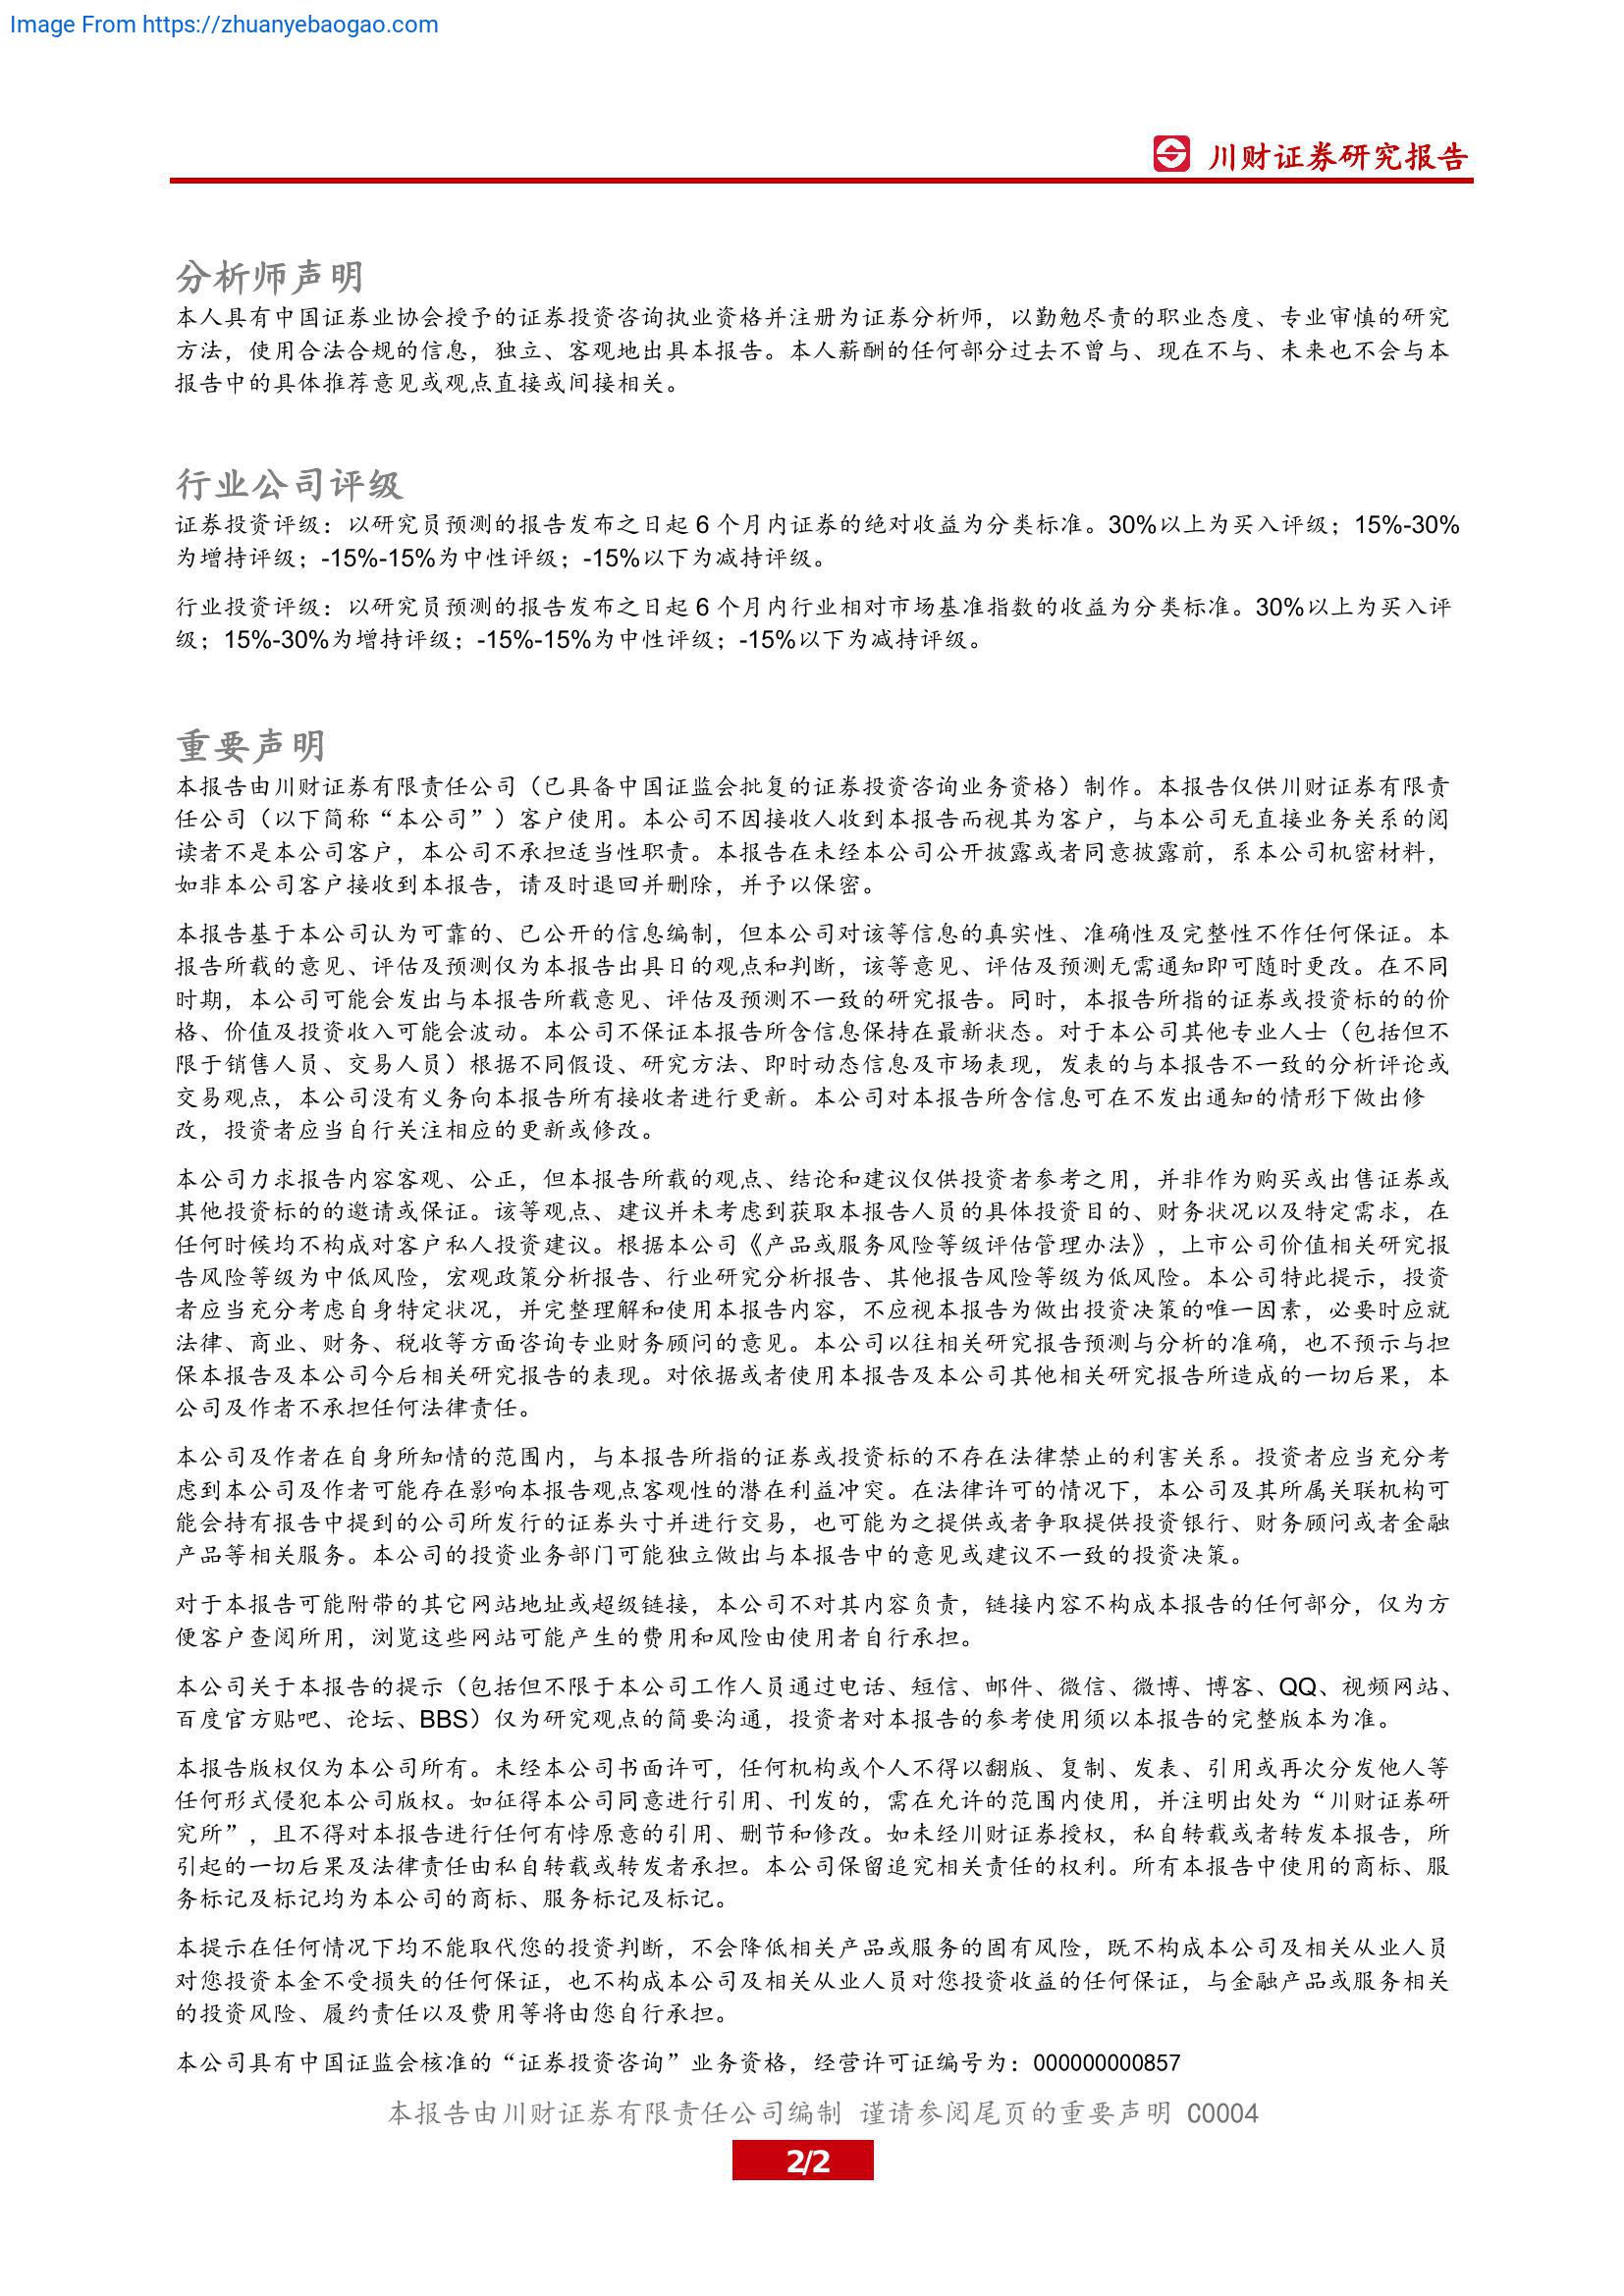 Image From https://zhuanyebaogao.com
川财证券研究报告
分析师声明
本人具有中国证券业协会授予的证券投资咨询执业资格并注册为证券分析师，以勤勉尽责的职业态度、专业审慎的研究
方法，使用合法合规的信息，独立、客观地出具本报告。本人薪酬的任何部分过去不曾与、现在不与、未来也不会与本
报告中的具体推荐意见或观点直接或间接相关。
行业公司评级
证券投资评级：以研究员预测的报告发布之日起 6 个月内证券的绝对收益为分类标准。30%以上为买入评级；15%-30%
为增持评级；-15%-15%为中性评级；-15%以下为减持评级。
行业投资评级：以研究员预测的报告发布之日起 6 个月内行业相对市场基准指数的收益为分类标准。30%以上为买入评
级；15%-30%为增持评级；-15%-15%为中性评级；-15%以下为减持评级。
重要声明
本报告由川财证券有限责任公司（已具备中国证监会批复的证券投资咨询业务资格）制作。本报告仅供川财证券有限责
任公司（以下简称“本公司”）客户使用。本公司不因接收人收到本报告而视其为客户，与本公司无直接业务关系的阅
读者不是本公司客户，本公司不承担适当性职责。本报告在未经本公司公开披露或者同意披露前，系本公司机密材料，
如非本公司客户接收到本报告，请及时退回并删除，并予以保密。
本报告基于本公司认为可靠的、已公开的信息编制，但本公司对该等信息的真实性、准确性及完整性不作任何保证。本
报告所载的意见、评估及预测仅为本报告出具日的观点和判断，该等意见、评估及预测无需通知即可随时更改。在不同
时期，本公司可能会发出与本报告所载意见、评估及预测不一致的研究报告。同时，本报告所指的证券或投资标的的价
格、价值及投资收入可能会波动。本公司不保证本报告所含信息保持在最新状态。对于本公司其他专业人士（包括但不
限于销售人员、交易人员）根据不同假设、研究方法、即时动态信息及市场表现，发表的与本报告不一致的分析评论或
交易观点，本公司没有义务向本报告所有接收者进行更新。本公司对本报告所含信息可在不发出通知的情形下做出修
改，投资者应当自行关注相应的更新或修改。
本公司力求报告内容客观、公正，但本报告所载的观点、结论和建议仅供投资者参考之用，并非作为购买或出售证券或
其他投资标的的邀请或保证。该等观点、建议并未考虑到获取本报告人员的具体投资目的、财务状况以及特定需求，在
任何时候均不构成对客户私人投资建议。根据本公司《产品或服务风险等级评估管理办法》，上市公司价值相关研究报
告风险等级为中低风险，宏观政策分析报告、行业研究分析报告、其他报告风险等级为低风险。本公司特此提示，投资
者应当充分考虑自身特定状况，并完整理解和使用本报告内容，不应视本报告为做出投资决策的唯一因素，必要时应就
法律、商业、财务、税收等方面咨询专业财务顾问的意见。本公司以往相关研究报告预测与分析的准确，也不预示与担
保本报告及本公司今后相关研究报告的表现。对依据或者使用本报告及本公司其他相关研究报告所造成的一切后果，本
公司及作者不承担任何法律责任。
本公司及作者在自身所知情的范围内，与本报告所指的证券或投资标的不存在法律禁止的利害关系。投资者应当充分考
虑到本公司及作者可能存在影响本报告观点客观性的潜在利益冲突。在法律许可的情况下，本公司及其所属关联机构可
能会持有报告中提到的公司所发行的证券头寸并进行交易，也可能为之提供或者争取提供投资银行、财务顾问或者金融
产品等相关服务。本公司的投资业务部门可能独立做出与本报告中的意见或建议不一致的投资决策。
对于本报告可能附带的其它网站地址或超级链接，本公司不对其内容负责，链接内容不构成本报告的任何部分，仅为方
便客户查阅所用，浏览这些网站可能产生的费用和风险由使用者自行承担。
本公司关于本报告的提示（包括但不限于本公司工作人员通过电话、短信、邮件、微信、微博、博客、QQ、视频网站、
百度官方贴吧、论坛、BBS）仅为研究观点的简要沟通，投资者对本报告的参考使用须以本报告的完整版本为准。
本报告版权仅为本公司所有。未经本公司书面许可，任何机构或个人不得以翻版、复制、发表、引用或再次分发他人等
任何形式侵犯本公司版权。如征得本公司同意进行引用、刊发的，需在允许的范围内使用，并注明出处为“川财证券研
究所”，且不得对本报告进行任何有悖原意的引用、删节和修改。如未经川财证券授权，私自转载或者转发本报告，所
引起的一切后果及法律责任由私自转载或转发者承担。本公司保留追究相关责任的权利。所有本报告中使用的商标、服
务标记及标记均为本公司的商标、服务标记及标记。
本提示在任何情况下均不能取代您的投资判断，不会降低相关产品或服务的固有风险，既不构成本公司及相关从业人员
对您投资本金不受损失的任何保证，也不构成本公司及相关从业人员对您投资收益的任何保证，与金融产品或服务相关
的投资风险、履约责任以及费用等将由您自行承担。
本公司具有中国证监会核准的“证券投资咨询”业务资格，经营许可证编号为：000000000857
本报告由川财证券有限责任公司编制 谨请参阅尾页的重要声明 C0004
2/2